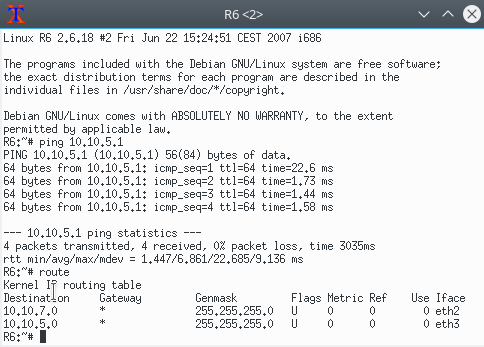 R6 <2>
Linux R6 2.6.18 #2 Fri Jun 22 15:24:51 CEST 2007 i686
The programs included with the Debian GNU/Linux system are free software;
the exact distribution terms for each program are described in the
individual files in /usr/share/doc/*/copyright.
Debian GNU/Linux comes with ABSOLUTELY NO WARRANTY, to the extent
permitted by applicable law.
R6:~# ping 10.10.5.1
PING 10.10.5.1 (10.10.5.1) 56(84) bytes of data.
64 bytes from 10.10.5.1: icmp_seq=1 ttl=64 time=22.6 ms
64 bytes from 10.10.5.1: icmp_seq=2 ttl=64 time=1.73 ms
64 bytes from 10.10.5.1: icmp_seq=3 ttl=64 time=1.44 ms
64 bytes from 10.10.5.1: icmp_seq=4 ttl=64 time=1.58 ms
--- 10.10.5.1 ping statistics ---
4 packets transmitted, 4 received, 0% packet loss, time 3035ms
rtt min/avg/max/mdev = 1.447/6.861/22.685/9.136 ms
R6:~# route
Kernel IP routing table
Destination     Gateway         Genmask         Flags Metric Ref    Use Iface
10.10.7.0       *               255.255.255.0   U     0      0        0 eth2
10.10.5.0       *               255.255.255.0   U     0      0        0 eth3
R6:~#